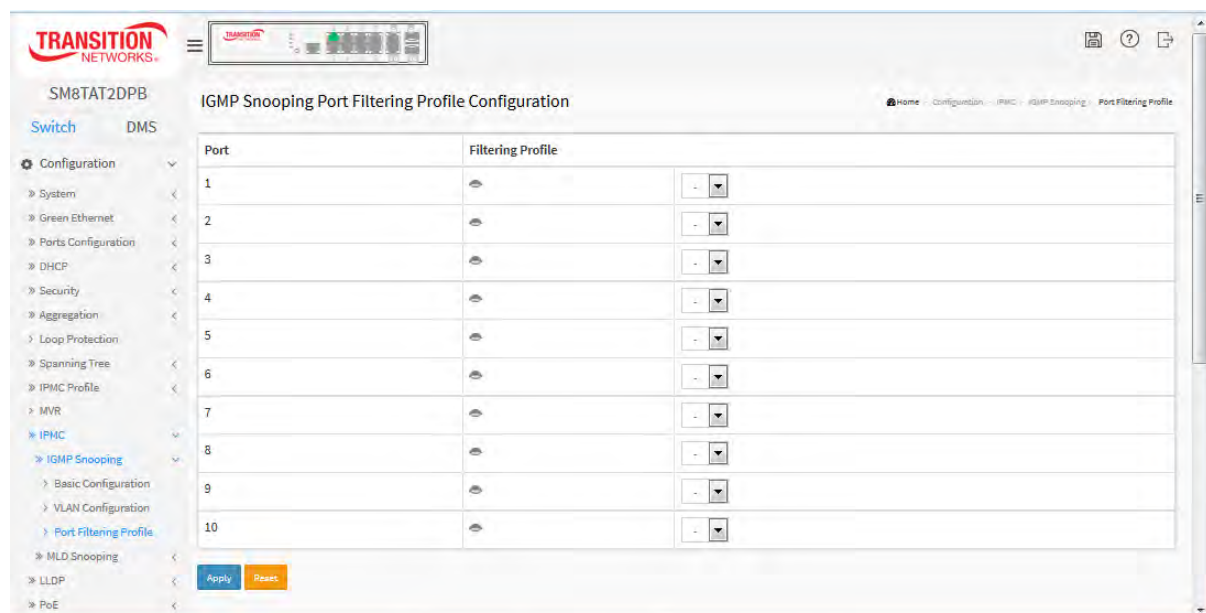 TRANSITION
NETWORKS®
TRANSITION
SM8TAT2DPB
Switch DMS
Configuration
» System
» Green Ethernet
» Ports Configuration
» DHCP
» Security
» Aggregation
> Loop Protection
» Spanning Tree
» IPMC Profile
> MVR
» IPMC
» IGMP Snooping
> Basic Configuration
> VLAN Configuration
> Port Filtering Profile
» MLD Snooping
» LLDP
» PoE
IGMP Snooping Port Filtering Profile Configuration
Home / Configuration / IPMC / IGMP Snooping / Port Filtering Profile
Port Filtering Profile
1 -
2 -
3 -
4 -
5 -
6 -
7 -
8 -
9 -
10 -
Apply Reset